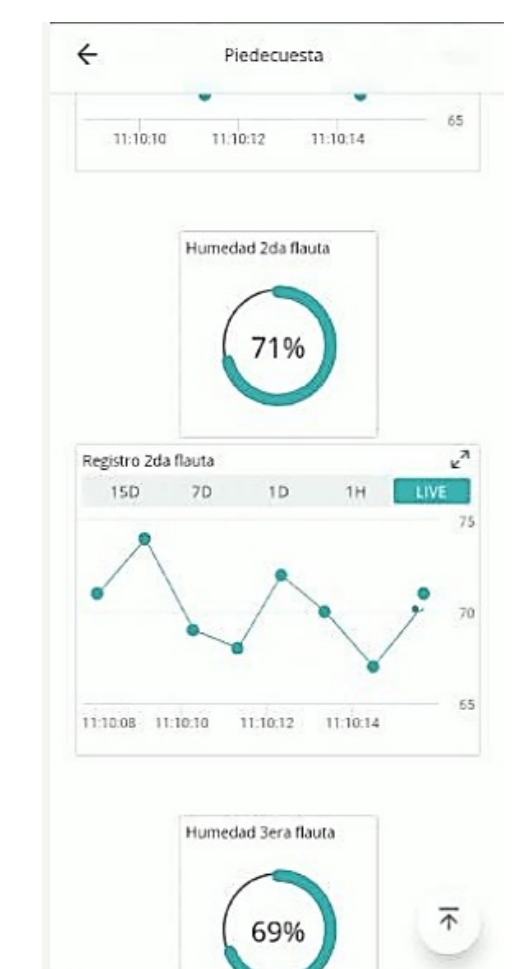 Piedecuesta
65
11:10:10 11:10:12 11:10:14
Humedad 2da flauta
71%
Registro 2da flauta
15D 7D 1D 1H LIVE
75
70
65
11:10:08 11:10:10 11:10:12 11:10:14
Humedad 3era flauta
69%